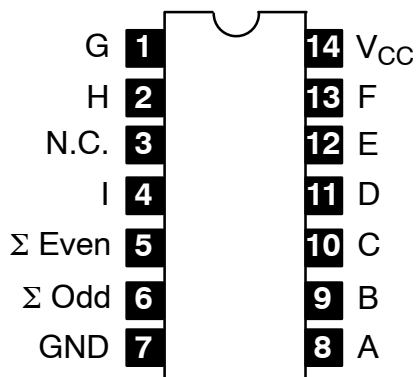 G 1 14 VCC
H 2 13 F
N.C. 3 12 E
I 4 11 D
Σ Even 5 10 C
Σ Odd 6 9 B
GND 7 8 A